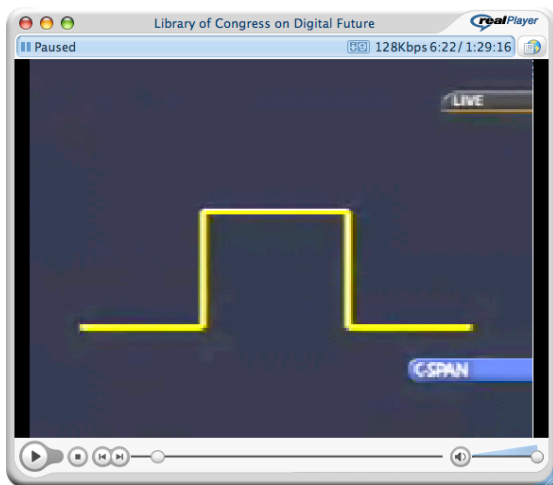 Library of Congress on Digital Future
realPlayer
Paused
128Kbps 6:22/ 1:29:16
LIVE
C-SPAN